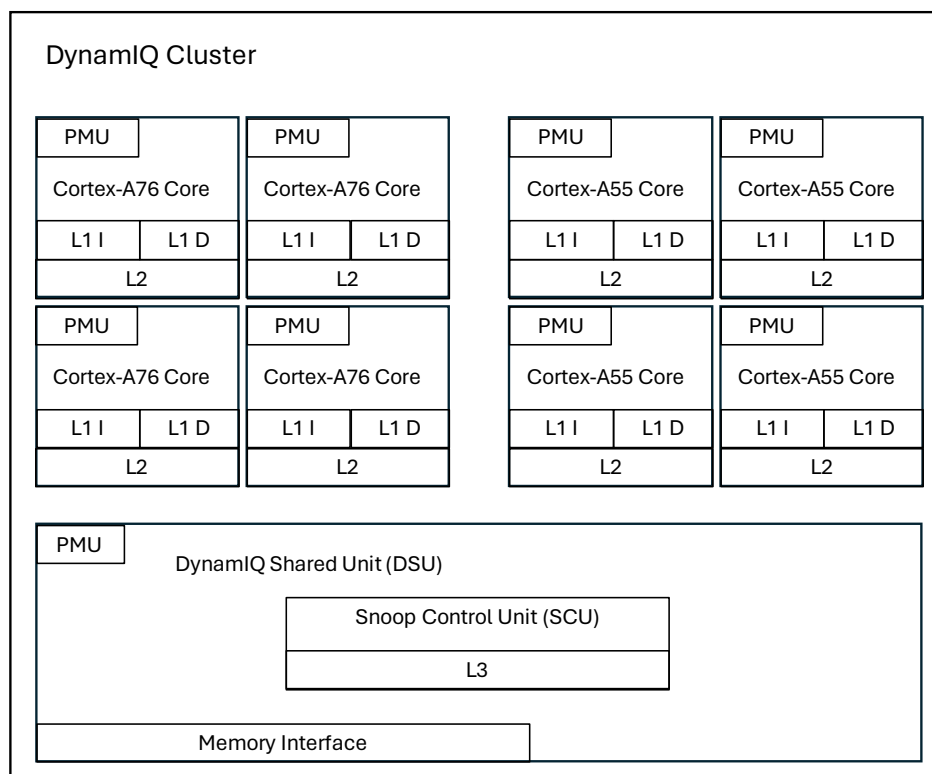 DynamIQ Cluster
PMU
Cortex-A76 Core
L1 I
L1 D
L2
PMU
Cortex-A76 Core
L1 I
L1 D
L2
PMU
Cortex-A55 Core
L1 I
L1 D
L2
PMU
Cortex-A55 Core
L1 I
L1 D
L2
PMU
Cortex-A76 Core
L1 I
L1 D
L2
PMU
Cortex-A76 Core
L1 I
L1 D
L2
PMU
Cortex-A55 Core
L1 I
L1 D
L2
PMU
Cortex-A55 Core
L1 I
L1 D
L2
PMU
DynamIQ Shared Unit (DSU)
Snoop Control Unit (SCU)
L3
Memory Interface